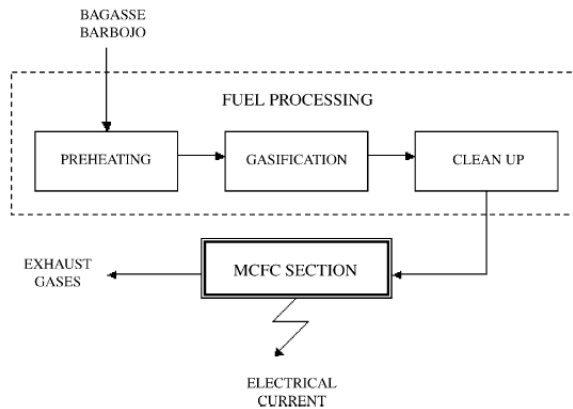 BAGASSE
BARBOJO
FUEL PROCESSING
PREHEATING
GASIFICATION
CLEAN UP
MCFC SECTION
EXHAUST
GASES
ELECTRICAL
CURRENT